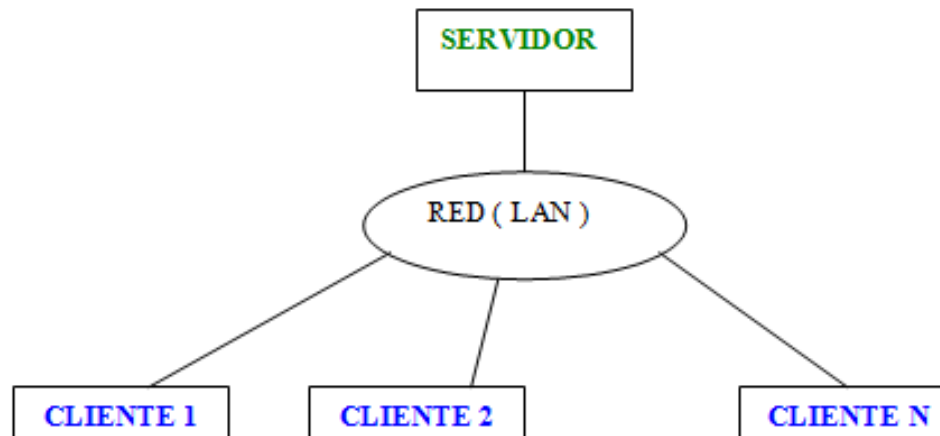 SERVIDOR
RED ( LAN )
CLIENTE 1
CLIENTE 2
CLIENTE N